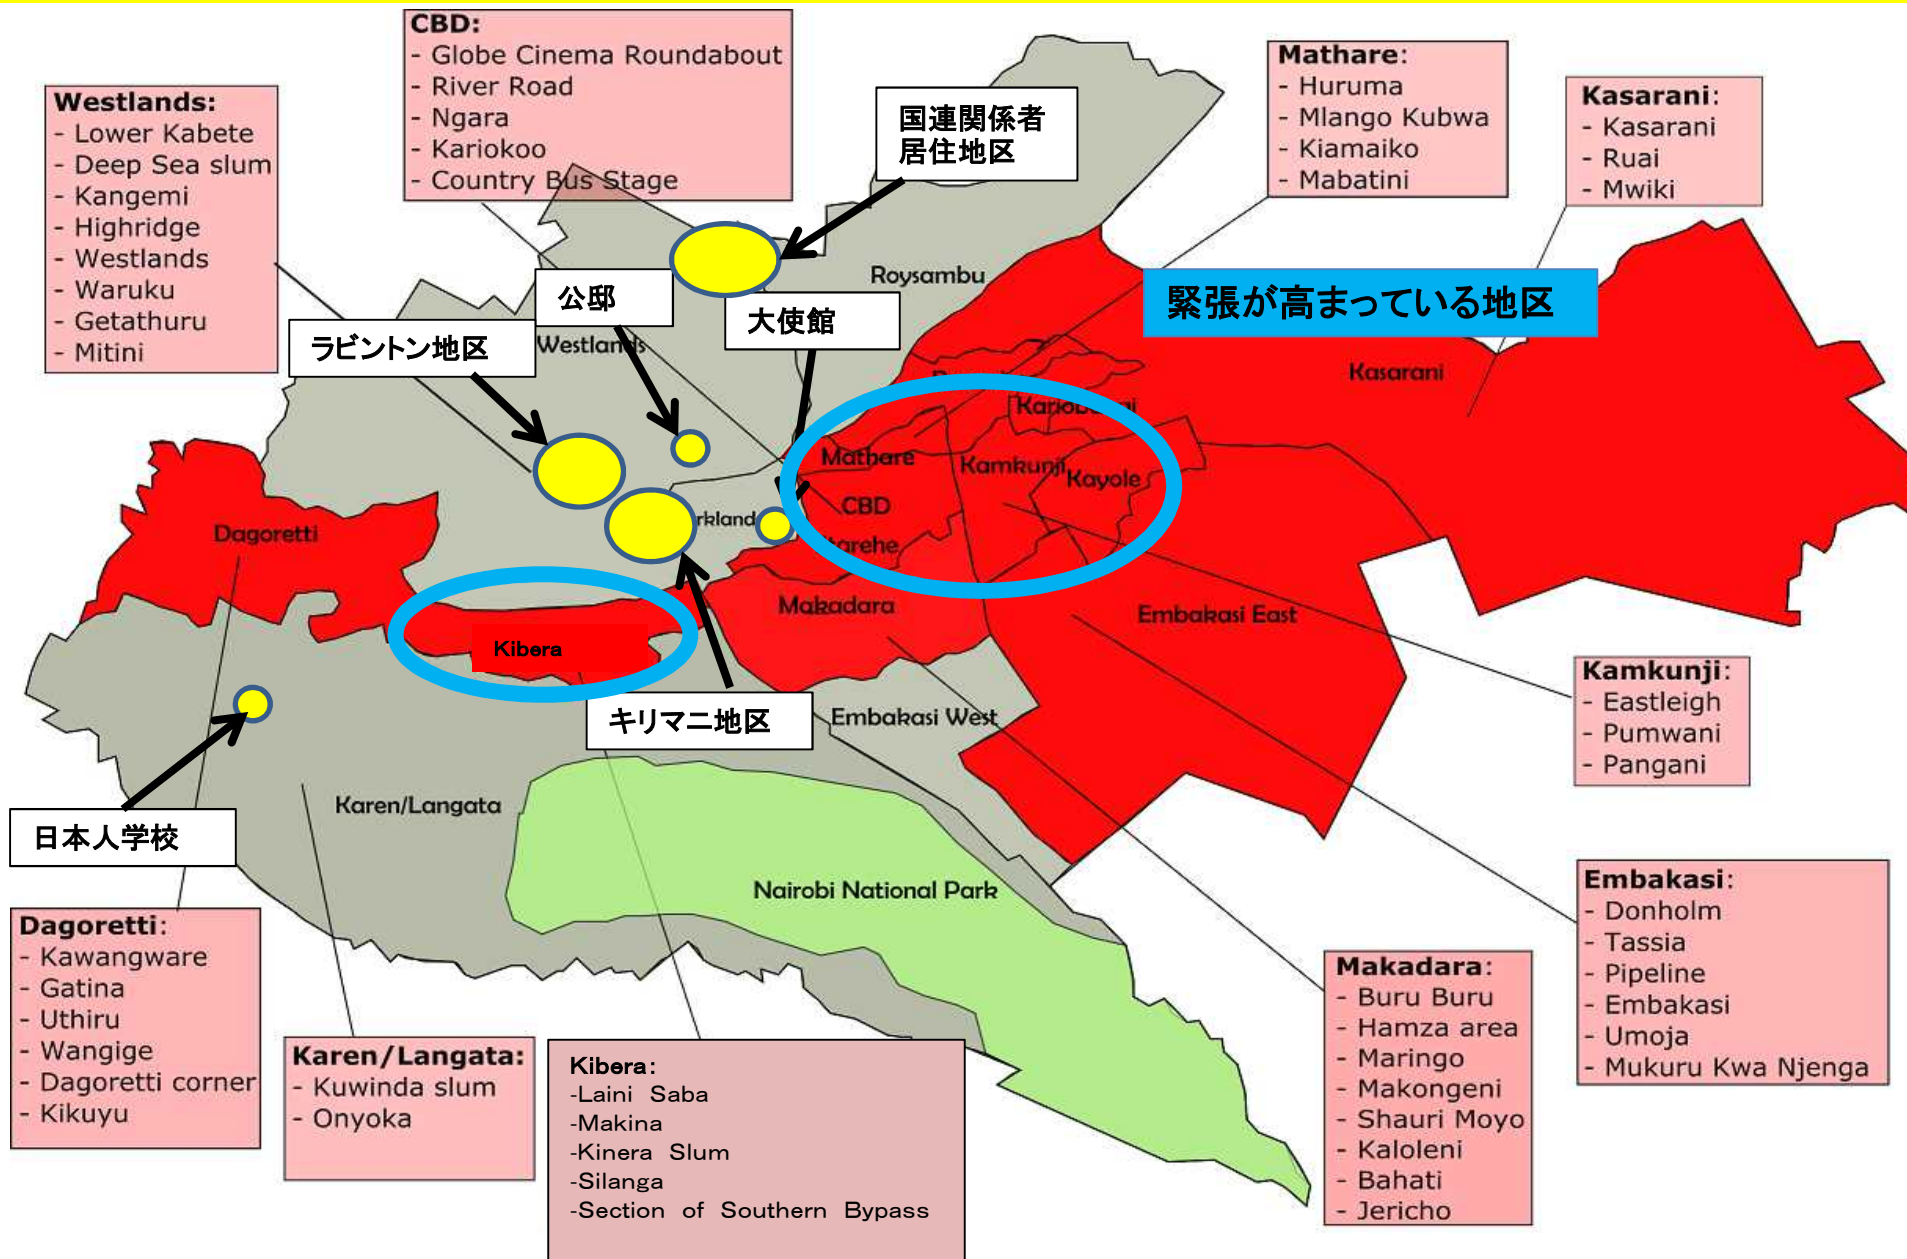 CBD:
- Globe Cinema Roundabout
- River Road
- Ngara
- Kariokoo
- Country Bus Stage
Westlands:
- Lower Kabete
- Deep Sea slum
- Kangemi
- Highridge
- Westlands
- Waruku
- Getathuru
- Mitini
国連関係者
居住地区
Mathare:
- Huruma
- Mlango Kubwa
- Kiamaiko
- Mabatini
Kasarani:
- Kasarani
- Ruai
- Mwiki
Roysambu
公邸
大使館
緊張が高まっている地区
ラビントン地区
Westlands
Kasarani
Mathare
Kamkunji
Kayole
CBD
rkland
arehe
Dagoretti
Makadara
Embakasi East
Kibera
キリマニ地区
Embakasi West
Kamkunji:
- Eastleigh
- Pumwani
- Pangani
Karen/Langata
日本人学校
Nairobi National Park
Embakasi:
- Donholm
- Tassia
- Pipeline
- Embakasi
- Umoja
- Mukuru Kwa Njenga
Dagoretti:
- Kawangware
- Gatina
- Uthiru
- Wangige
- Dagoretti corner
- Kikuyu
Karen/Langata:
- Kuwinda slum
- Onyoka
Kibera:
-Laini Saba
-Makina
-Kinera Slum
-Silanga
-Section of Southern Bypass
Makadara:
- Buru Buru
- Hamza area
- Maringo
- Makongeni
- Shauri Moyo
- Kaloleni
- Bahati
- Jericho